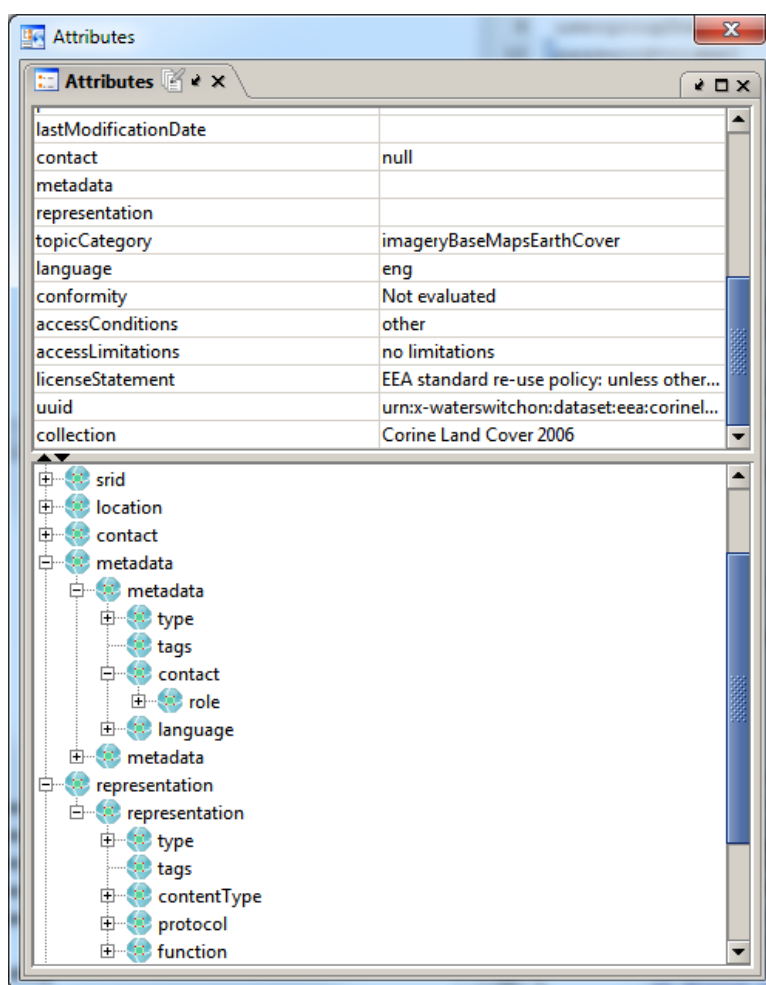 Attributes
Attributes
lastModificationDate
contact null
metadata
representation
topicCategory imageryBaseMapsEarthCover
language eng
conformity Not evaluated
accessConditions other
accessLimitations no limitations
licenseStatement EEA standard re-use policy: unless other...
uuid urn:x-waterswitchon:dataset:eea:corinel...
collection Corine Land Cover 2006
srid
location
contact
metadata
metadata
type
tags
contact
role
language
metadata
representation
representation
type
tags
contentType
protocol
function